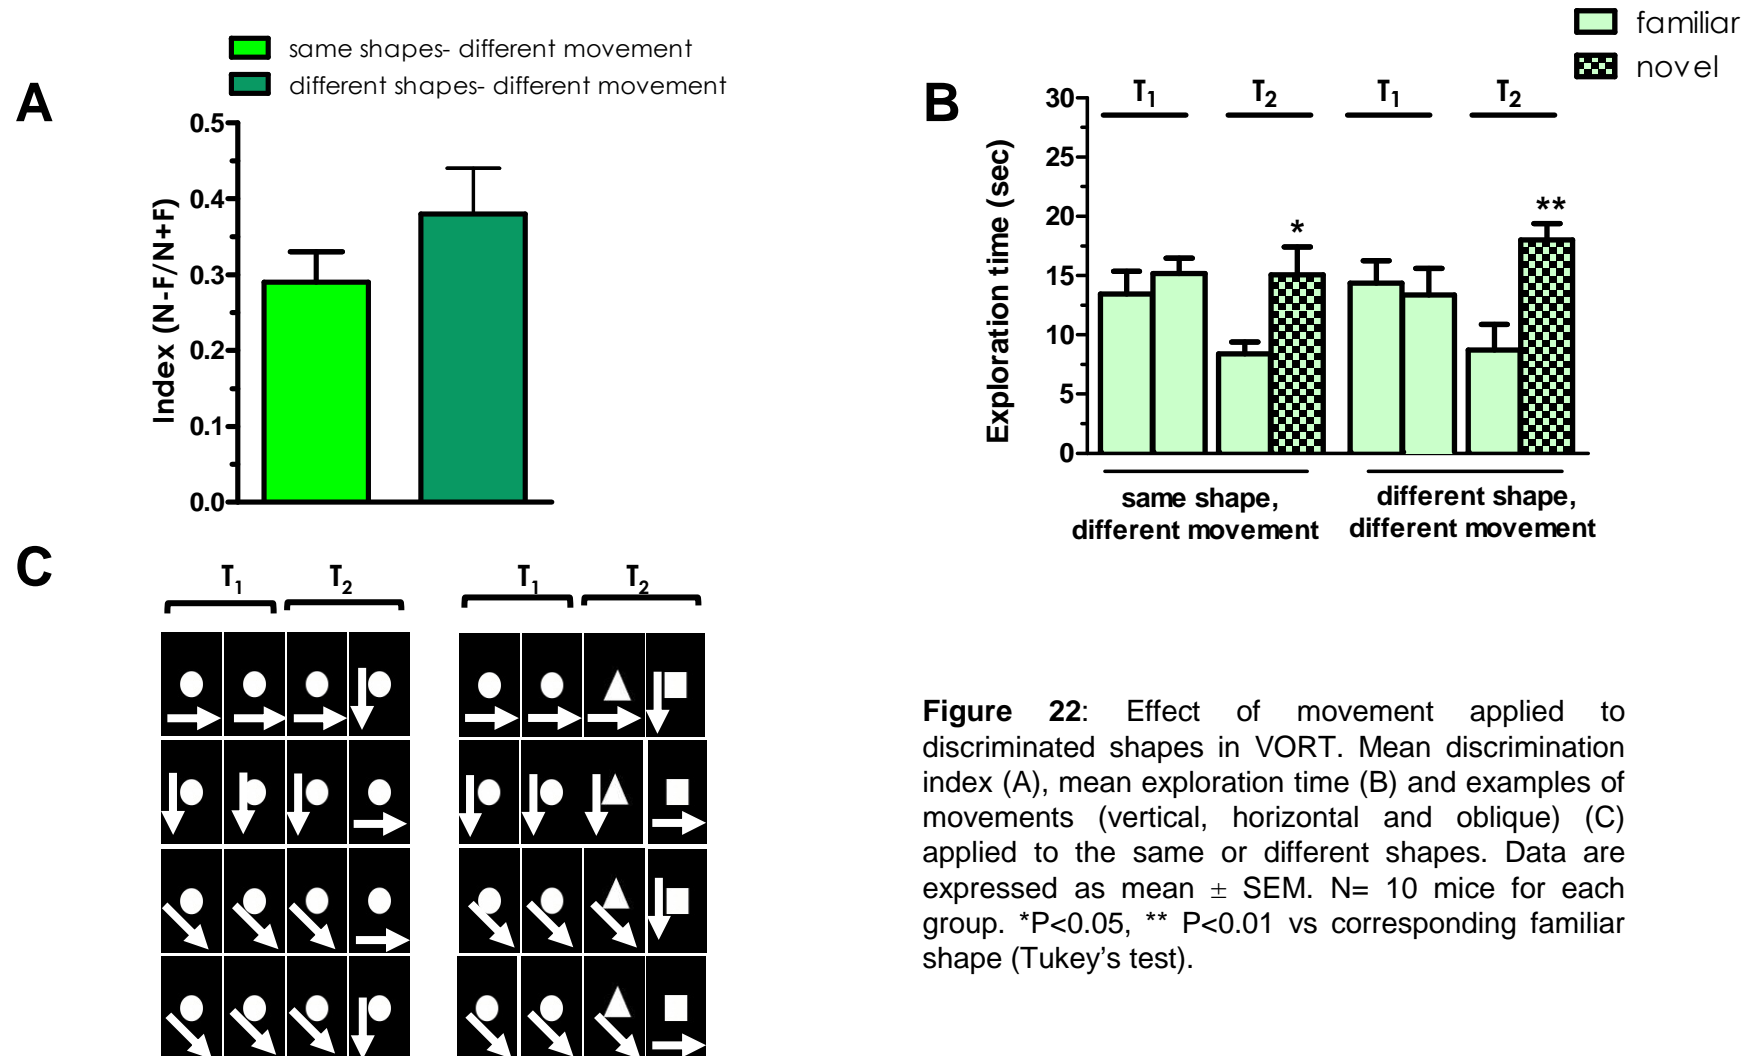 same shapes- different movement
different shapes- different movement
A
0.5
0.4
0.3
0.2
0.1
0.0
Index (N-F/N+F)
familiar
novel
B
T1 T2 T1 T2
30
25
20
15
10
5
0
Exploration time (sec)
*
**
same shape,
different movement
different shape,
different movement
C
T1 T2 T1 T2
Figure 22: Effect of movement applied to
discriminated shapes in VORT. Mean discrimination
index (A), mean exploration time (B) and examples of
movements (vertical, horizontal and oblique) (C)
applied to the same or different shapes. Data are
expressed as mean ± SEM. N= 10 mice for each
group. *P<0.05, ** P<0.01 vs corresponding familiar
shape (Tukey’s test).